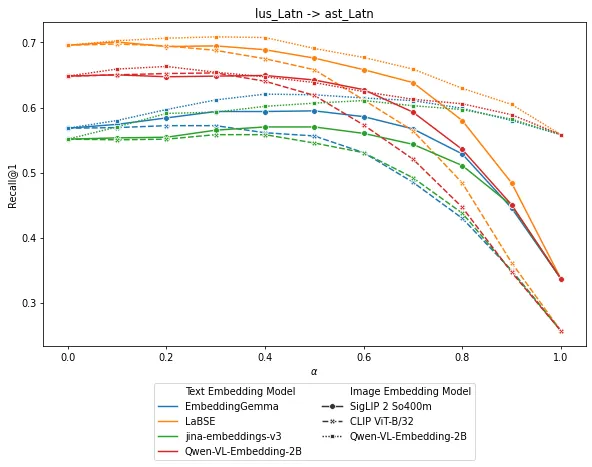 lus_Latn -> ast_Latn
Recall@1
0.7
0.6
0.5
0.4
0.3
0.0 0.2 0.4 0.6 0.8 1.0
α
Text Embedding Model Image Embedding Model
EmbeddingGemma SigLIP 2 So400m
LaBSE CLIP ViT-B/32
jina-embeddings-v3 Qwen-VL-Embedding-2B
Qwen-VL-Embedding-2B